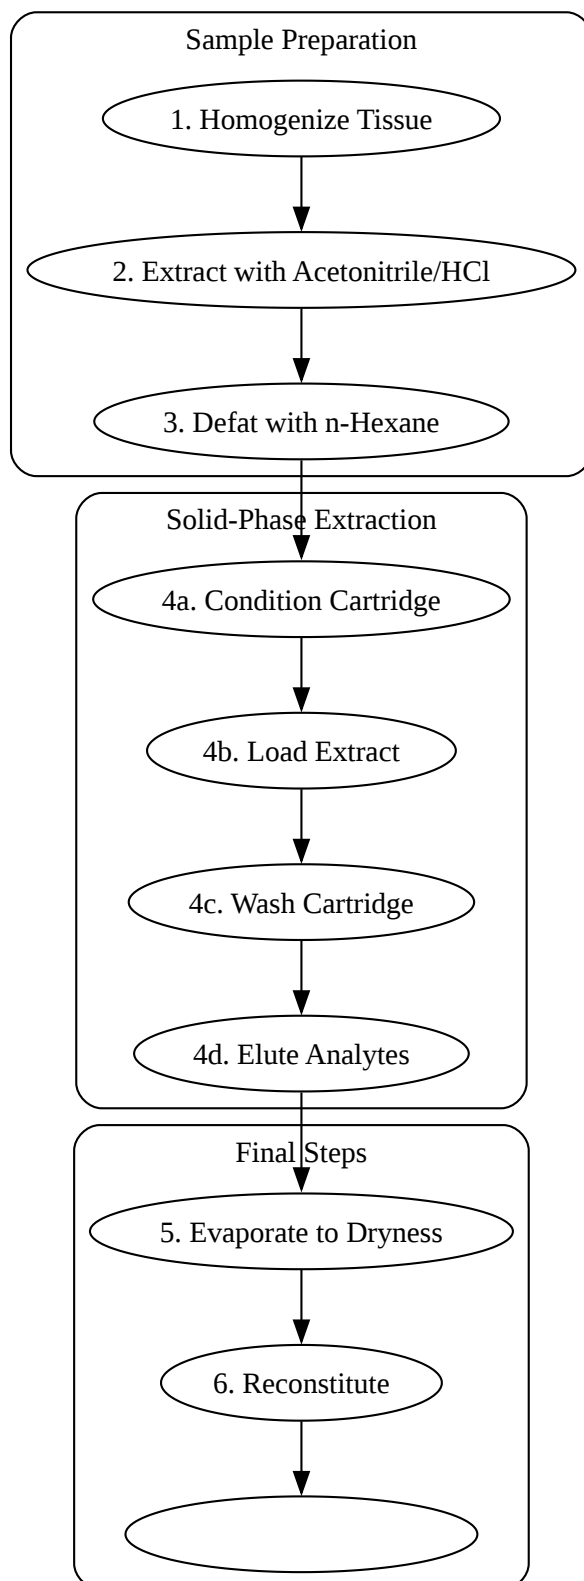 Sample Preparation
1. Homogenize Tissue
2. Extract with Acetonitrile/HCl
3. Defat with n-Hexane
Solid-Phase Extraction
4a. Condition Cartridge
4b. Load Extract
4c. Wash Cartridge
4d. Elute Analytes
Final Steps
5. Evaporate to Dryness
6. Reconstitute